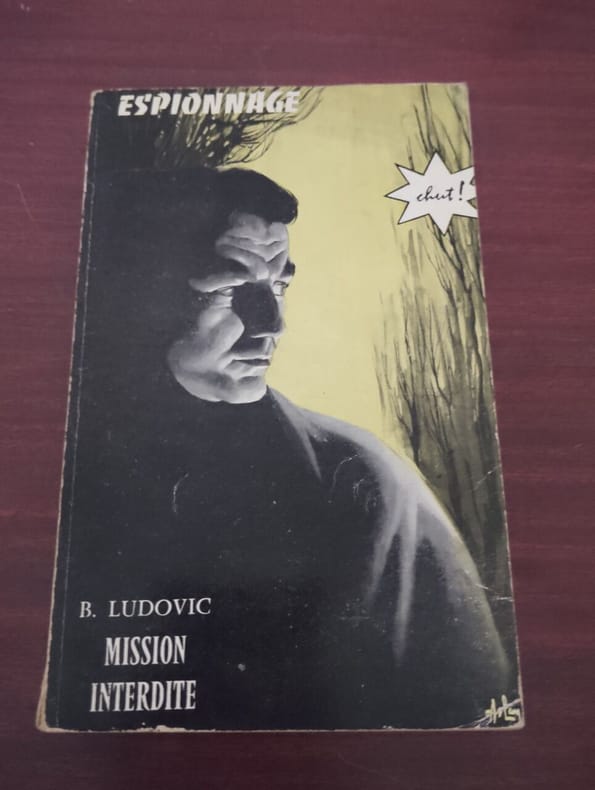 ESPIONNAGE
chut!
B. LUDOVIC
MISSION
INTERDITE